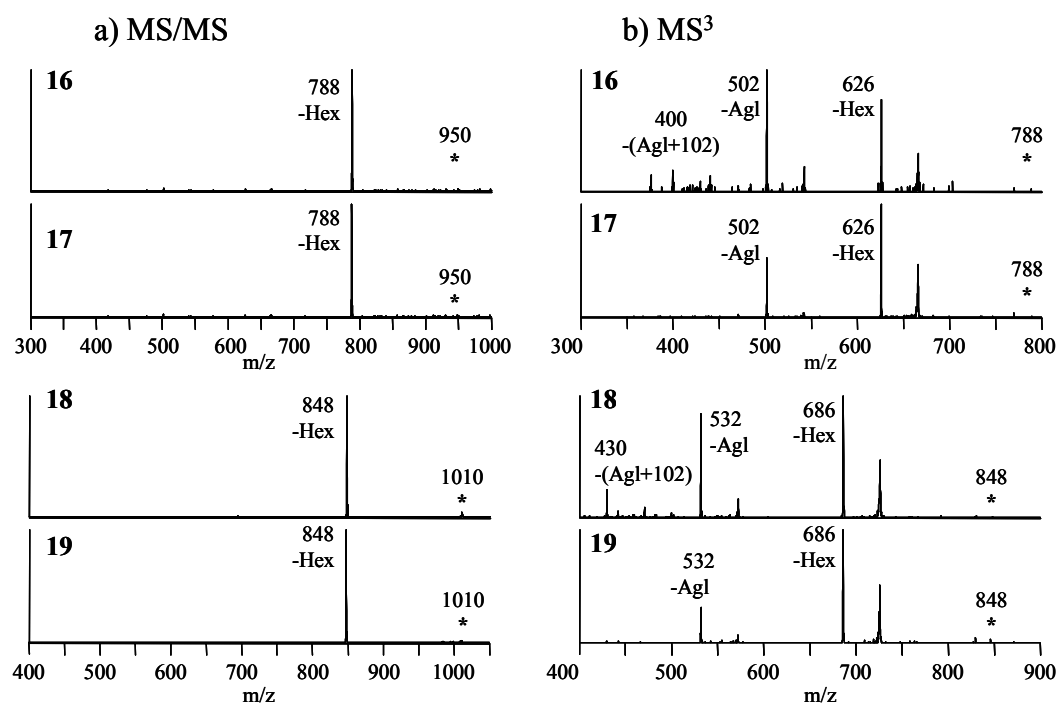 a) MS/MS
b) MS³
16
788
-Hex
950
*
16
400
-(Agl+102)
502
-Agl
626
-Hex
788
*
17
788
-Hex
950
*
17
502
-Agl
626
-Hex
788
*
300 400 500 600 700 800 900 1000
m/z
300 400 500 600 700 800
m/z
18
848
-Hex
1010
*
18
430
-(Agl+102)
532
-Agl
686
-Hex
848
*
19
848
-Hex
1010
*
19
532
-Agl
686
-Hex
848
*
400 500 600 700 800 900 1000
m/z
400 500 600 700 800 900
m/z